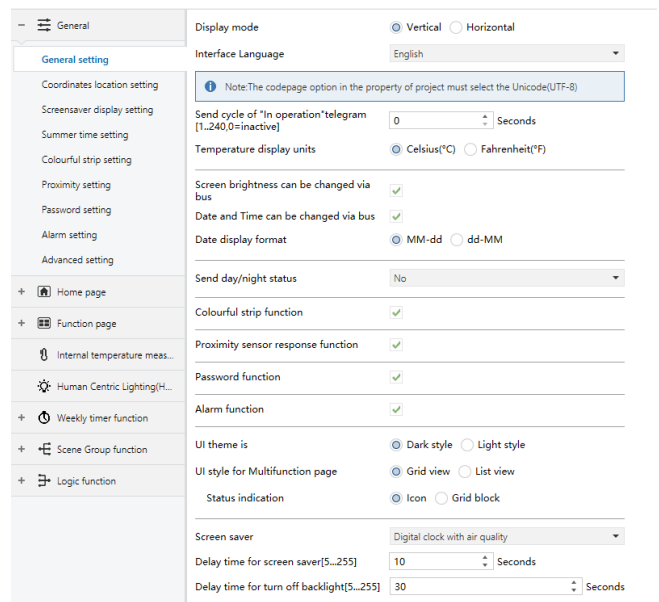 General
General setting
Coordinates location setting
Screensaver display setting
Summer time setting
Colourful strip setting
Proximity setting
Password setting
Alarm setting
Advanced setting
Home page
Function page
Internal temperature meas...
Human Centric Lighting(H...
Weekly timer function
Scene Group function
Logic function
Display mode Vertical Horizontal
Interface Language English
Note:The codepage option in the property of project must select the Unicode(UTF-8)
Send cycle of "In operation"telegram
[1..240,0=inactive] 0 Seconds
Temperature display units Celsius(°C) Fahrenheit(°F)
Screen brightness can be changed via
bus
Date and Time can be changed via bus
Date display format MM-dd dd-MM
Send day/night status No
Colourful strip function
Proximity sensor response function
Password function
Alarm function
UI theme is Dark style Light style
UI style for Multifunction page Grid view List view
Status indication Icon Grid block
Screen saver Digital clock with air quality
Delay time for screen saver[5...255] 10 Seconds
Delay time for turn off backlight[5...255] 30 Seconds